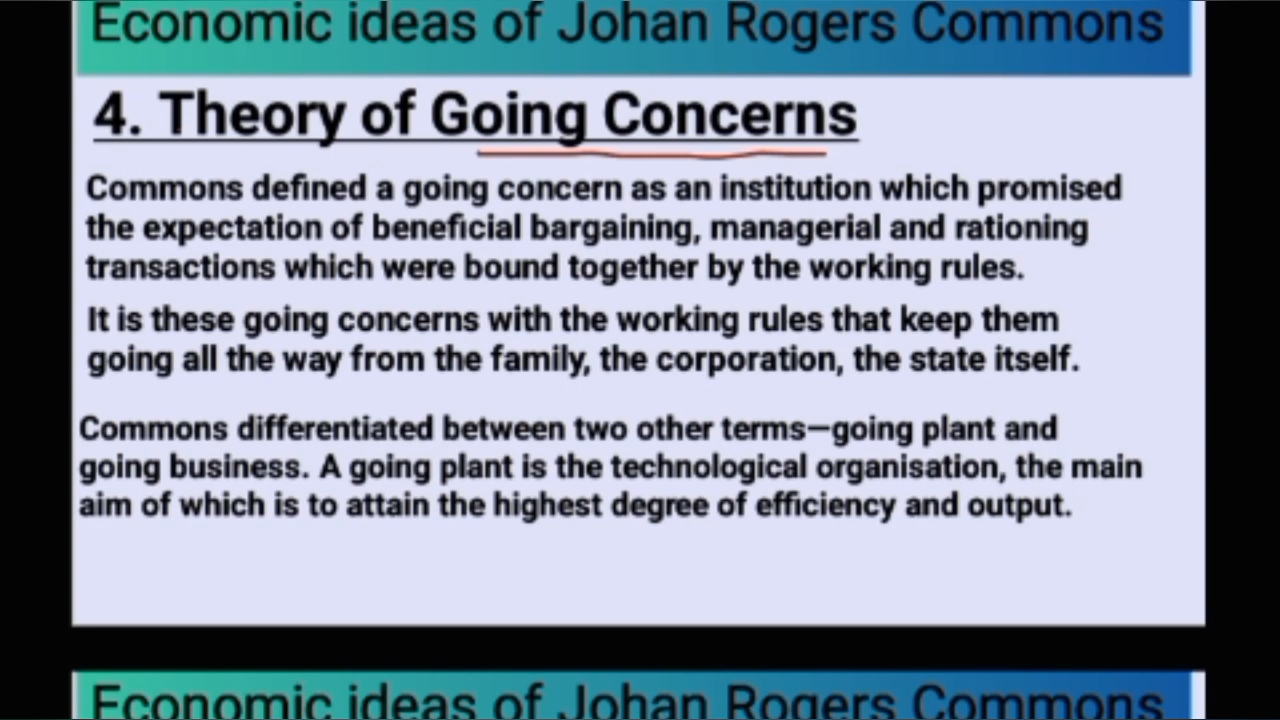 Economic ideas of Johan Rogers Commons
4. Theory of Going Concerns
Commons defined a going concern as an institution which promised
the expectation of beneficial bargaining, managerial and rationing
transactions which were bound together by the working rules.
It is these going concerns with the working rules that keep them
going all the way from the family, the corporation, the state itself.
Commons differentiated between two other terms—going plant and
going business. A going plant is the technological organisation, the main
aim of which is to attain the highest degree of efficiency and output.
Economic ideas of Johan Rogers Commons